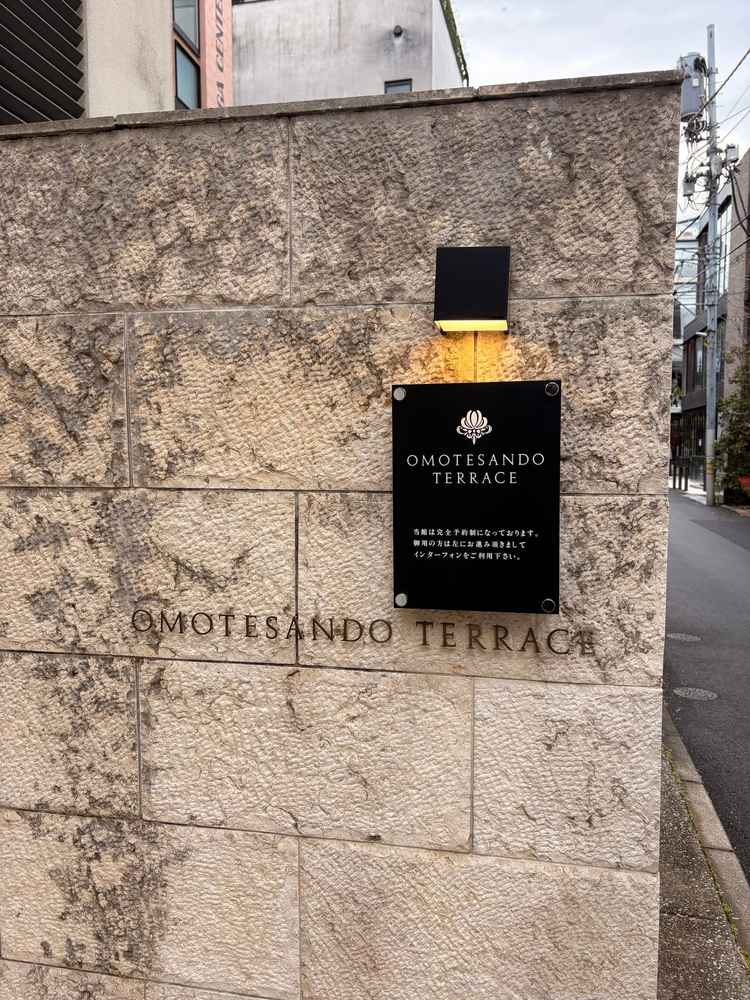 GA CENTER
OMOTESANDO
TERRACE
当館は完全予約制になっております。
御用の方は左にお進み頂きまして
インターフォンをご利用下さい。
OMOTESANDO TERRACE